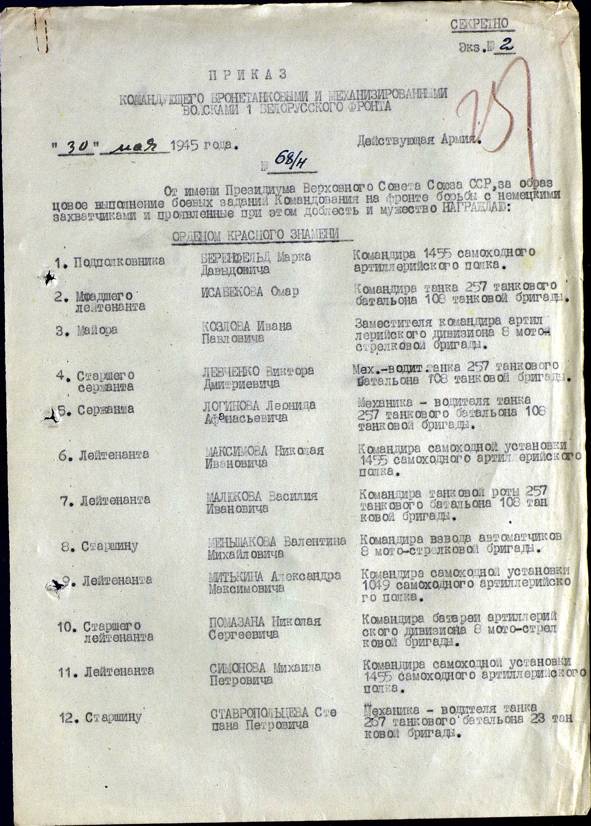 СЕКРЕТНО
Экз.№ 2
ПРИКАЗ
КОМАНДУЮЩЕГО БРОНЕТАНКОВЫМИ И МЕХАНИЗИРОВАННЫМИ
ВОЙСКАМИ 1 БЕЛОРУССКОГО ФРОНТА
"30" мая 1945 года. Действующая Армия.
№ 68/н
От имени Президиума Верховного Совета Союза ССР, за образ
цовое выполнение боевых заданий Командования на фронте борьбы с немецкими
захватчиками и проявленные при этом доблесть и мужество НАГРАЖДАЮ:
ОРДЕНОМ КРАСНОГО ЗНАМЕНИ
1. Подполковника БЕРЕНФЕЛЬД Марка Командира 1455 самоходного
Давыдовича артиллерийского полка.
2. Младшего ИСАБЕКОВА Омар Командира танка 257 танкового
лейтенанта батальона 108 танковой бригады.
3. Майора КОЗЛОВА Ивана Заместителя командира артил
Павловича лерийского дивизиона 8 мото-
стрелковой бригады.
4. Старшего ЛЕВЧЕНКО Виктора Мех.-водит.танка 257 танкового
сержанта Дмитриевича батальона 108 танковой бригады.
5. Сержанта ЛОГИНОВА Леонида Механика - водителя танка
Афанасьевича 257 танкового батальона 108
танковой бригады.
6. Лейтенанта МАКСИМОВА Николая Командира самоходной установки
Ивановича 1455 самоходного артиллерийского
полка.
7. Лейтенанта МАЛЮКОВА Василия Командира танковой роты 257
Ивановича танкового батальона 108 тан
ковой бригады.
8. Старшину МЕНЬШАКОВА Валентина Командира взвода автоматчиков
Михайловича 8 мото-стрелковой бригады.
9. Лейтенанта МИТЬКИНА Александра Командира самоходной установки
Максимовича 1049 самоходного артиллерийско
го полка.
10. Старшего ПОМАЗАНА Николая Командира батареи артиллерий
лейтенанта Сергеевича ского дивизиона 8 мото-стрел
ковой бригады.
11. Лейтенанта СИМОНОВА Михаила Командира самоходной установки
Петровича 1455 самоходного артиллерийского
полка.
12. Старшину СТАВРОПОЛЬЦЕВА Сте Механика - водителя танка
пана Петровича 267 танкового батальона 23 тан
ковой бригады.